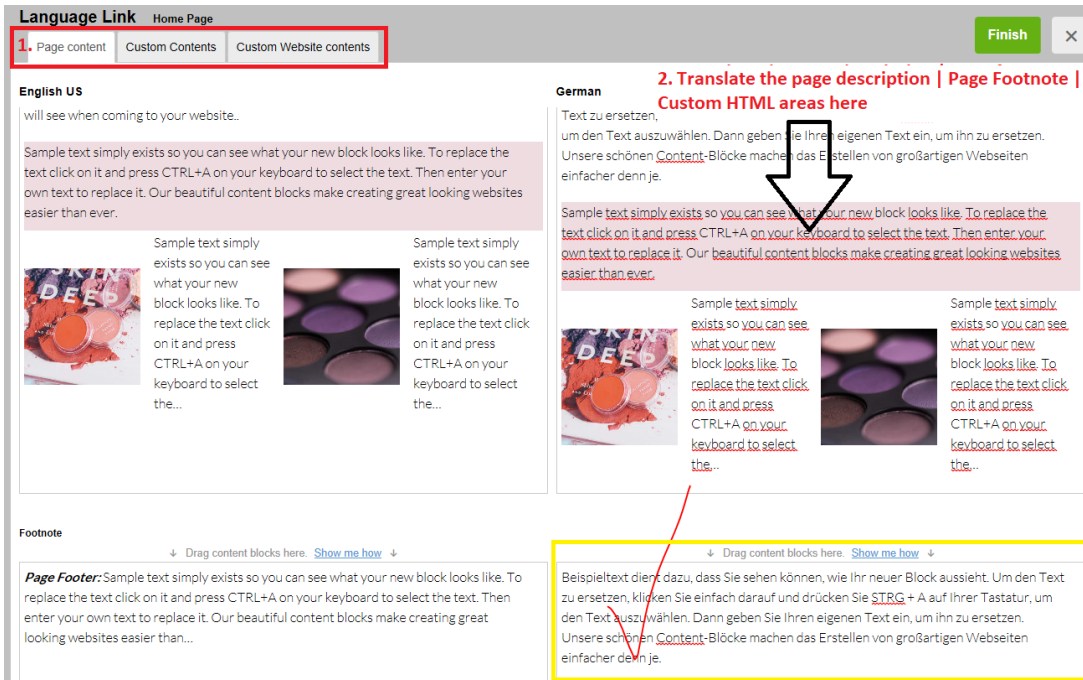 Language Link Home Page
Finish
×
1. Page content Custom Contents Custom Website contents
2. Translate the page description | Page Footnote |
Custom HTML areas here
English US
will see when coming to your website..
Sample text simply exists so you can see what your new block looks like. To replace the
text click on it and press CTRL+A on your keyboard to select the text. Then enter your
own text to replace it. Our beautiful content blocks make creating great looking websites
easier than ever.
SKIN
DEEP
Sample text simply
exists so you can see
what your new
block looks like. To
replace the text click
on it and press
CTRL+A on your
keyboard to select
the...
Sample text simply
exists so you can see
what your new
block looks like. To
replace the text click
on it and press
CTRL+A on your
keyboard to select
the...
German
Text zu ersetzen,
um den Text auszuwählen. Dann geben Sie Ihren eigenen Text ein, um ihn zu ersetzen.
Unsere schönen Content-Blöcke machen das Erstellen von großartigen Webseiten
einfacher denn je.
Sample text simply exists so you can see what your new block looks like. To replace the
text click on it and press CTRL+A on your keyboard to select the text. Then enter your
own text to replace it. Our beautiful content blocks make creating great looking websites
easier than ever.
SKIN
DEEP
Sample text simply
exists so you can see
what your new
block looks like. To
replace the text click
on it and press
CTRL+A on your
keyboard to select
the...
Sample text simply
exists so you can see
what your new
block looks like. To
replace the text click
on it and press
CTRL+A on your
keyboard to select
the...
Footnote
↓ Drag content blocks here. Show me how ↓
Page Footer: Sample text simply exists so you can see what your new block looks like. To
replace the text click on it and press CTRL+A on your keyboard to select the text. Then
enter your own text to replace it. Our beautiful content blocks make creating great
looking websites easier than...
↓ Drag content blocks here. Show me how ↓
Beispieltext dient dazu, dass Sie sehen können, wie Ihr neuer Block aussieht. Um den Text
zu ersetzen, klicken Sie einfach darauf und drücken Sie STRG + A auf Ihrer Tastatur, um
den Text auszuwählen. Dann geben Sie Ihren eigenen Text ein, um ihn zu ersetzen.
Unsere schönen Content-Blöcke machen das Erstellen von großartigen Webseiten
einfacher denn je.